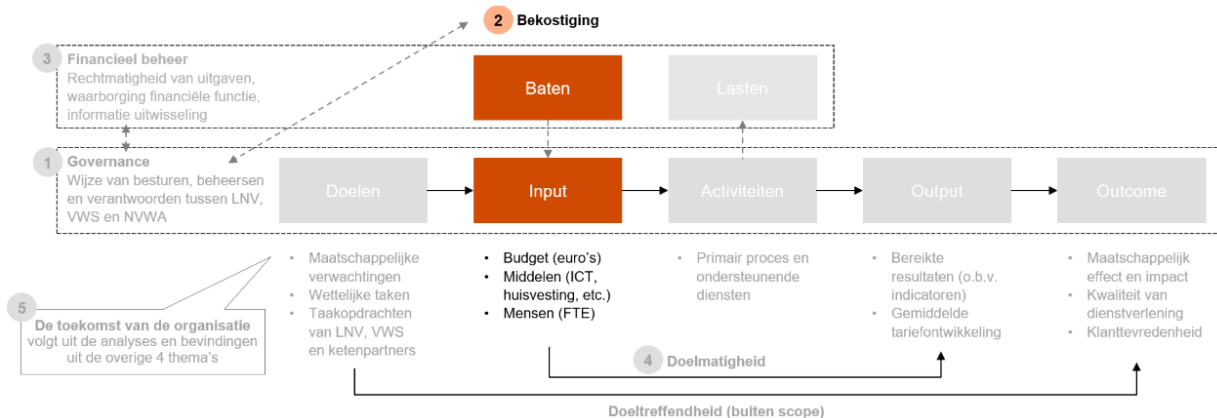 2 Bekostiging
3 Financieel beheer
Rechtmatigheid van uitgaven,
waarborging financiële functie,
informatie uitwisseling
Baten
Lasten
1 Governance
Wijze van besturen, beheersen
en verantwoorden tussen LNV,
VWS en NVWA
Doelen
Input
Activiteiten
Output
Outcome
• Maatschappelijke
verwachtingen
• Wettelijke taken
• Taakopdrachten
van LNV, VWS
en ketenpartners
• Budget (euro's)
• Middelen (ICT,
huisvesting, etc.)
• Mensen (FTE)
• Primair proces en
ondersteunende
diensten
• Bereikte
resultaten (o.b.v.
indicatoren)
• Gemiddelde
tariefontwikkeling
• Maatschappelijk
effect en impact
• Kwaliteit van
dienstverlening
• Klanttevredenheid
5
De toekomst van de organisatie
volgt uit de analyses en bevindingen
uit de overige 4 thema's
4 Doelmatigheid
Doeltreffendheid (buiten scope)